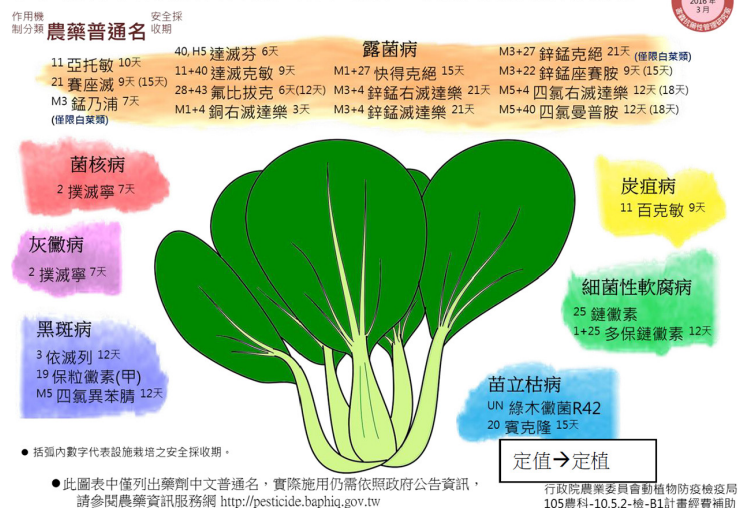 2016 年
3 月
作用機
制分類 農藥普通名 安全採
收期
露菌病
11 亞托敏 10天
21 賽座滅 9天 (15天)
M3 錳乃浦 7天
(僅限白菜類)
40, H5 達滅芬 6天
11+40 達滅克敏 9天
28+43 氟比拔克 6天(12天)
M1+4 銅右滅達樂 3天
M1+27 快得克絕 15天
M3+4 鋅錳右滅達樂 21天
M3+4 鋅錳滅達樂 21天
M3+27 鋅錳克絕 21天 (僅限白菜類)
M3+22 鋅錳座賽胺 9天 (15天)
M5+4 四氯右滅達樂 12天 (18天)
M5+40 四氯曼普胺 12天 (18天)
菌核病
2 撲滅寧 7天
灰黴病
2 撲滅寧 7天
黑斑病
3 依滅列 12天
19 保粒黴素(甲)
M5 四氯異苯腈 12天
炭疽病
11 百克敏 9天
細菌性軟腐病
25 鏈黴素
1+25 多保鏈黴素 12天
苗立枯病
UN 綠木黴菌R42
20 賓克隆 15天
定值→定植
● 括弧內數字代表設施栽培之安全採收期。
● 此圖表中僅列出藥劑中文普通名，實際施用仍需依照政府公告資訊，
請參閱農藥資訊服務網 http://pesticide.baphiq.gov.tw
行政院農業委員會動植物防疫檢疫局
105農科-10.5.2-檢-B1計畫經費補助